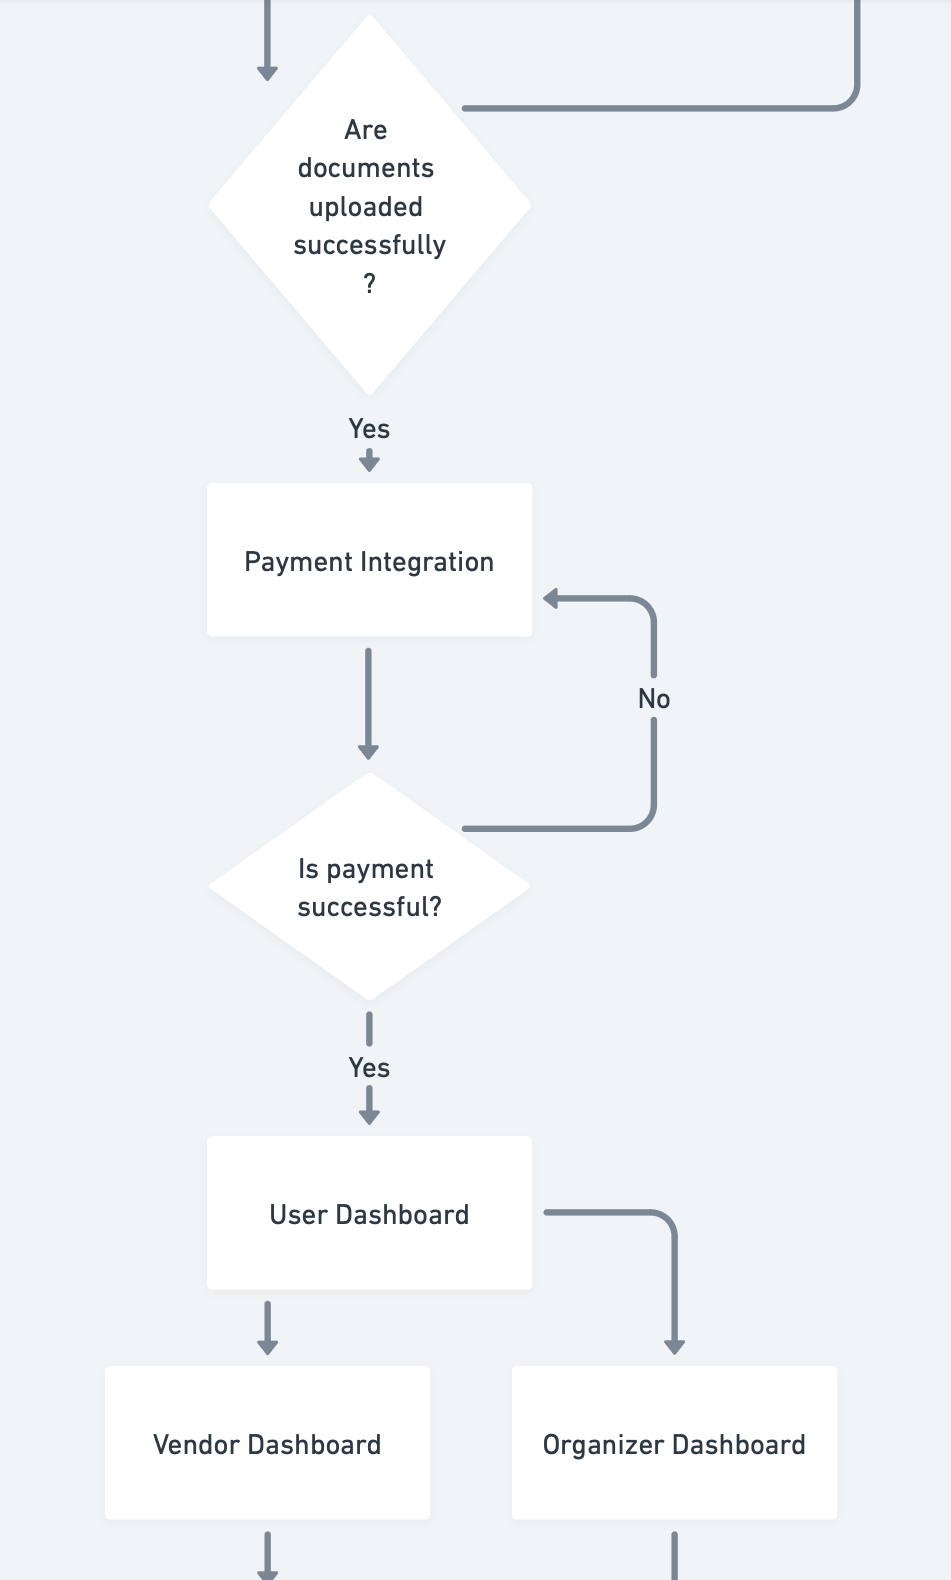 Are
documents
uploaded
successfully
?
Yes
Payment Integration
No
Is payment
successful?
Yes
User Dashboard
Vendor Dashboard
Organizer Dashboard